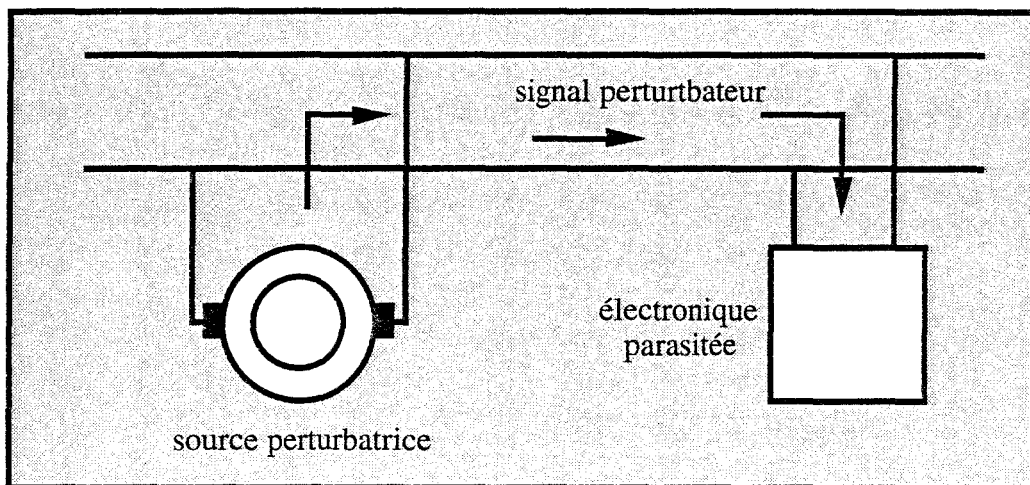 signal perturtbateur
électronique
parasitée
source perturbatrice